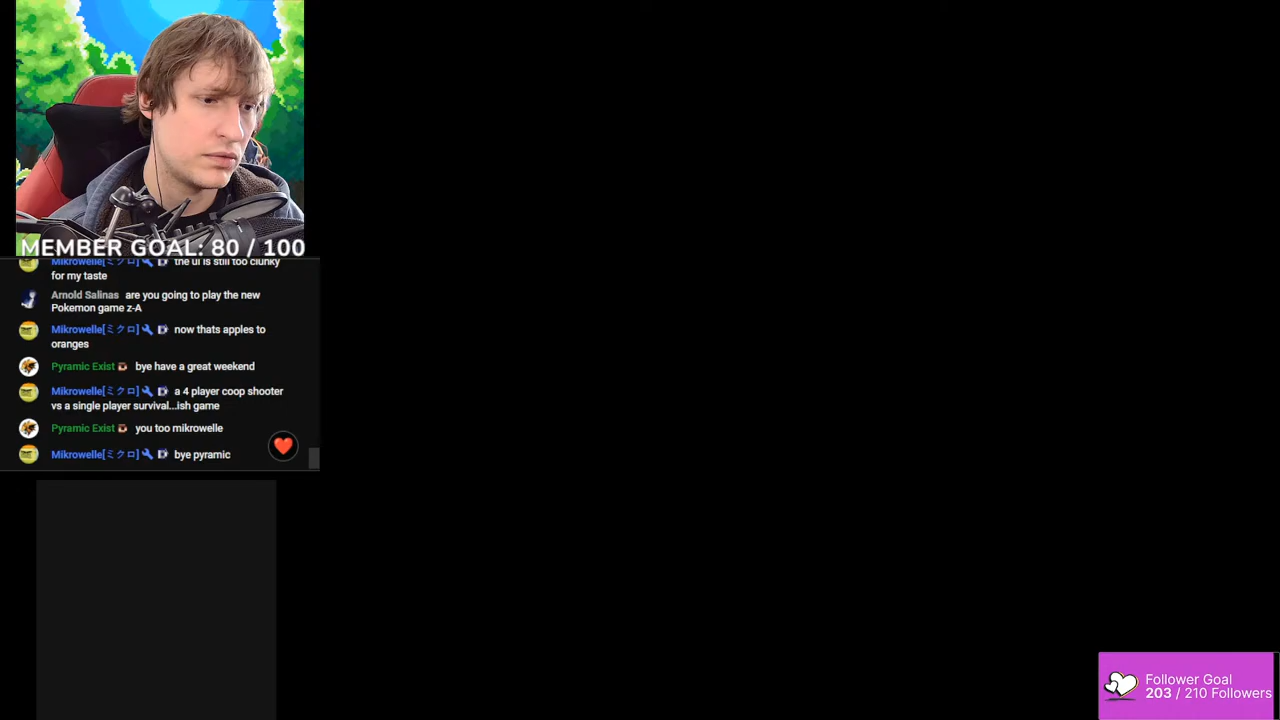 MEMBER GOAL: 80 / 100
Mikrowelle[ミクロ] the ui is still too clunky
for my taste
Arnold Salinas are you going to play the new
Pokemon game z-A
Mikrowelle[ミクロ] now thats apples to
oranges
Pyramic Exist bye have a great weekend
Mikrowelle[ミクロ] a 4 player coop shooter
vs a single player survival...ish game
Pyramic Exist you too mikrowelle
Mikrowelle[ミクロ] bye pyramic
Follower Goal
203 / 210 Followers